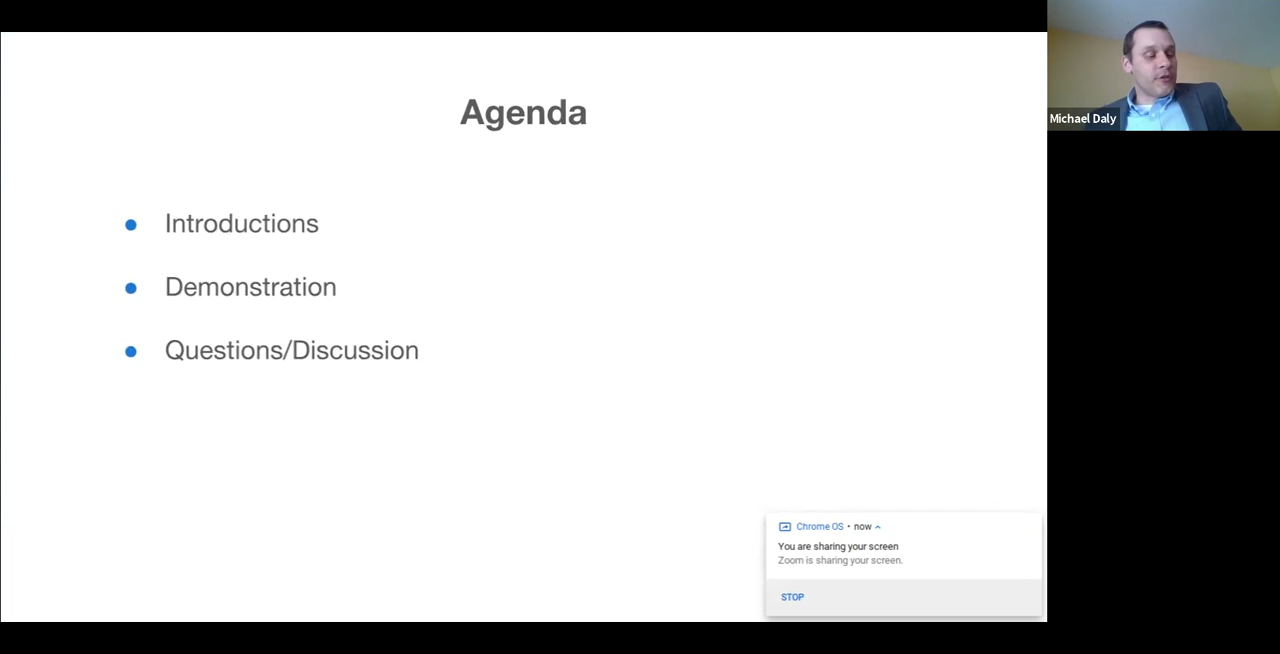 Agenda
Introductions
Demonstration
Questions/Discussion
Michael Daly
Chrome OS • now
You are sharing your screen
Zoom is sharing your screen.
STOP